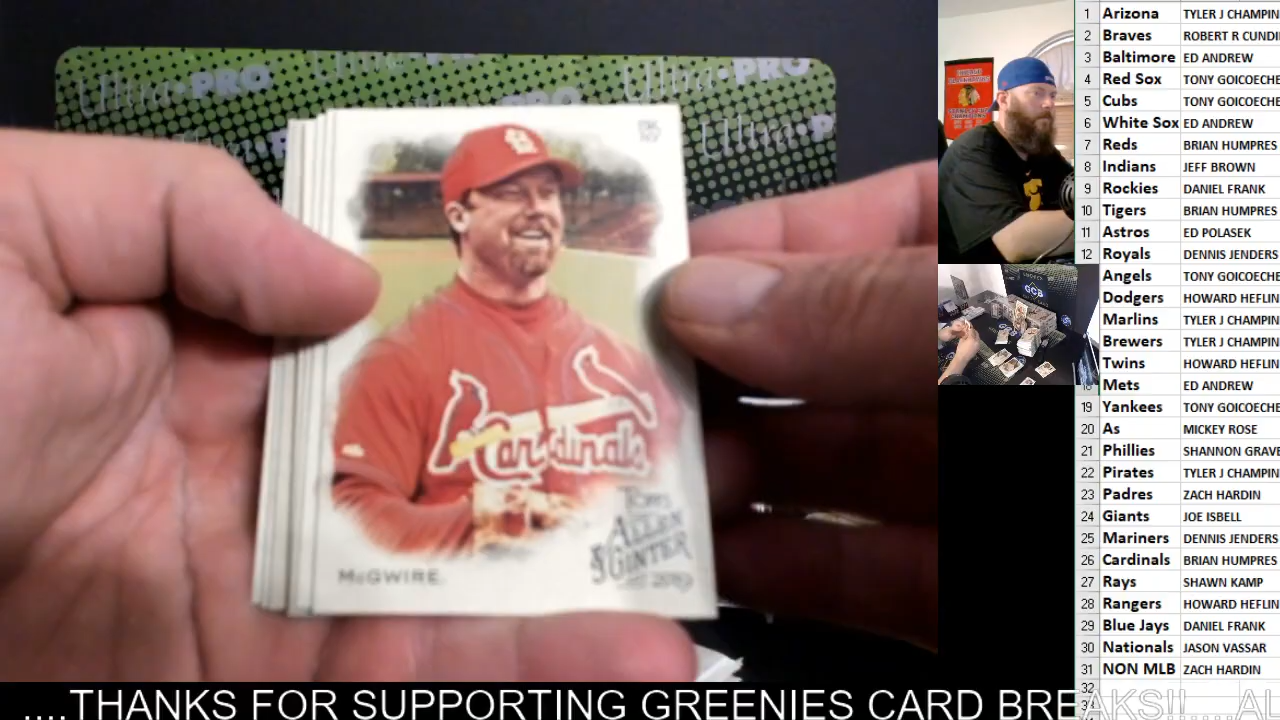 Ultra PRO
PRO
Ultra P
Cardinals
TOPPS
ALLEN
& GINTER
McGWIRE
GCB
1 Arizona TYLER J CHAMPIN
2 Braves ROBERT R CUNDI
3 Baltimore ED ANDREW
4 Red Sox TONY GOICOECHE
5 Cubs TONY GOICOECHE
6 White Sox ED ANDREW
7 Reds BRIAN HUMPRES
8 Indians JEFF BROWN
9 Rockies DANIEL FRANK
10 Tigers BRIAN HUMPRES
11 Astros ED POLASEK
12 Royals DENNIS JENDERS
Angels TONY GOICOECHE
Dodgers HOWARD HEFLIN
Marlins TYLER J CHAMPIN
Brewers TYLER J CHAMPIN
Twins HOWARD HEFLIN
Mets ED ANDREW
19 Yankees TONY GOICOECHE
20 As MICKEY ROSE
21 Phillies SHANNON GRAVE
22 Pirates TYLER J CHAMPIN
23 Padres ZACH HARDIN
24 Giants JOE ISBELL
25 Mariners DENNIS JENDERS
26 Cardinals BRIAN HUMPRES
27 Rays SHAWN KAMP
28 Rangers HOWARD HEFLIN
29 Blue Jays DANIEL FRANK
30 Nationals JASON VASSAR
31 NON MLB ZACH HARDIN
32
....THANKS FOR SUPPORTING GREENIES CARD BREAKS!!.....AL